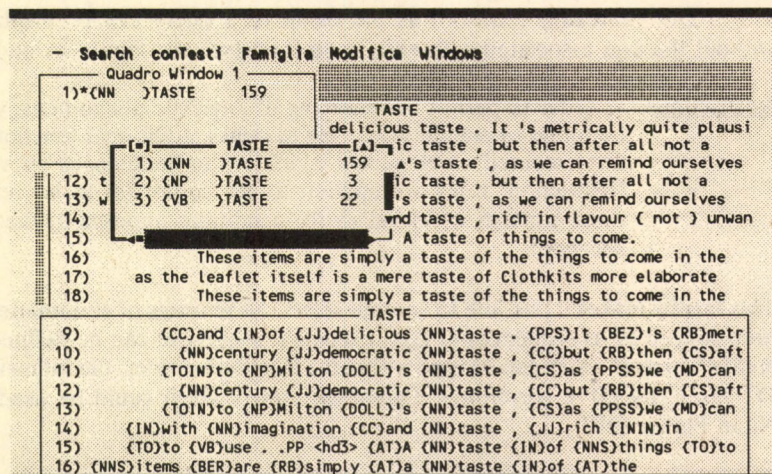 – Search conTesti Famiglia Modifica Windows
Quadro Window 1
1)*{NN }TASTE 159
TASTE
delicious taste . It 's metrically quite plausi
[■] TASTE [▲] ic taste , but then after all not a
1) {NN }TASTE 159 ▲'s taste , as we can remind ourselves
12) t 2) {NP }TASTE 3 ic taste , but then after all not a
13) w 3) {VB }TASTE 22 's taste , as we can remind ourselves
14) ▼nd taste , rich in flavour { not } unwan
15) A taste of things to come.
16) These items are simply a taste of the things to come in the
17) as the leaflet itself is a mere taste of Clothkits more elaborate
18) These items are simply a taste of the things to come in the
TASTE
9) {CC}and {IN}of {JJ}delicious {NN}taste . {PPS}It {BEZ}'s {RB}metr
10) {NN}century {JJ}democratic {NN}taste , {CC}but {RB}then {CS}aft
11) {TOIN}to {NP}Milton {DOLL}'s {NN}taste , {CS}as {PPSS}we {MD}can
12) {NN}century {JJ}democratic {NN}taste , {CC}but {RB}then {CS}aft
13) {TOIN}to {NP}Milton {DOLL}'s {NN}taste , {CS}as {PPSS}we {MD}can
14) {IN}with {NN}imagination {CC}and {NN}taste , {JJ}rich {ININ}in
15) {TO}to {VB}use . .PP <hd3> {AT}A {NN}taste {IN}of {NNS}things {TO}to
16) {NNS}items {BER}are {RB}simply {AT}a {NN}taste {IN}of {AT}the